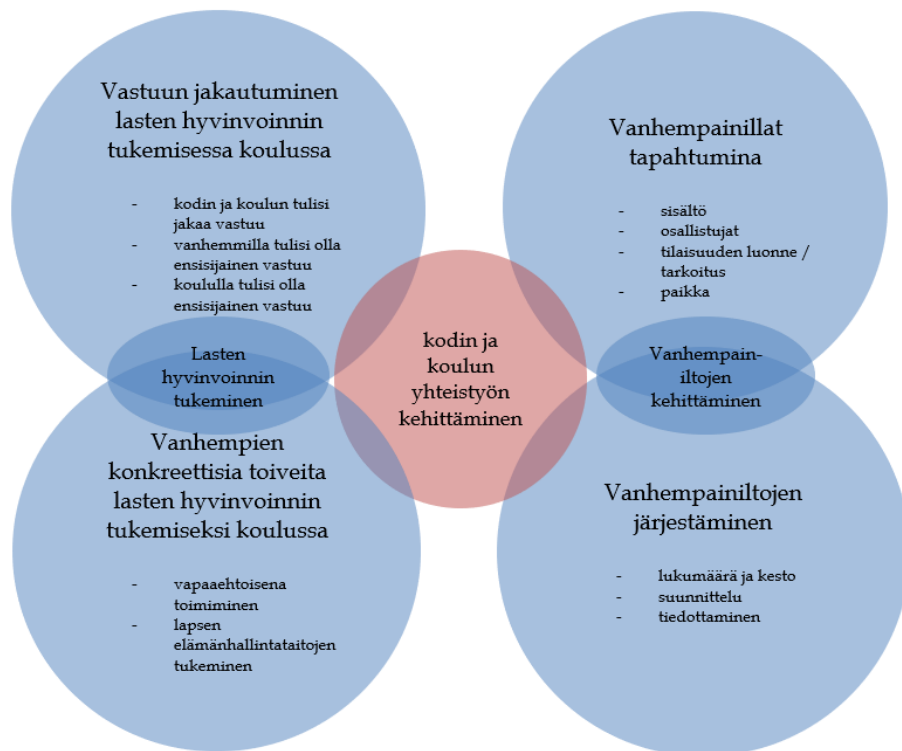 Vastuun jakautuminen
lasten hyvinvoinnin
tukemisessa koulussa
- kodin ja koulun tulisi
jakaa vastuu
- vanhemmilla tulisi olla
ensisijainen vastuu
- koululla tulisi olla
ensisijainen vastuu
Vanhempainillat
tapahtumina
- sisältö
- osallistujat
- tilaisuuden luonne /
tarkoitus
- paikka
Lasten
hyvinvoinnin
tukeminen
kodin ja
koulun
yhteistyön
kehittäminen
Vanhempain-
iltojen
kehittäminen
Vanhempien
konkreettisia toiveita
lasten hyvinvoinnin
tukemiseksi koulussa
- vapaaehtoisena
toimiminen
- lapsen
elämänhallintataitojen
tukeminen
Vanhempainiltojen
järjestäminen
- lukumäärä ja kesto
- suunnittelu
- tiedottaminen